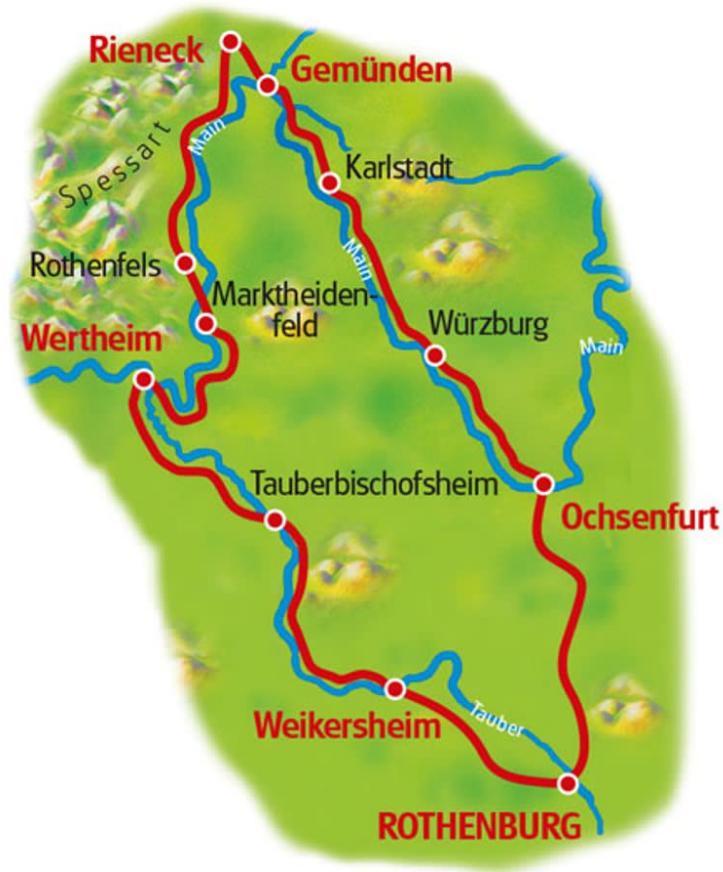 Rieneck
Gemünden
Main
Spessart
Karlstadt
Main
Rothenfels
Marktheiden-
feld
Wertheim
Würzburg
Main
Tauberbischofsheim
Ochsenfurt
Weikersheim
Tauber
ROTHENBURG